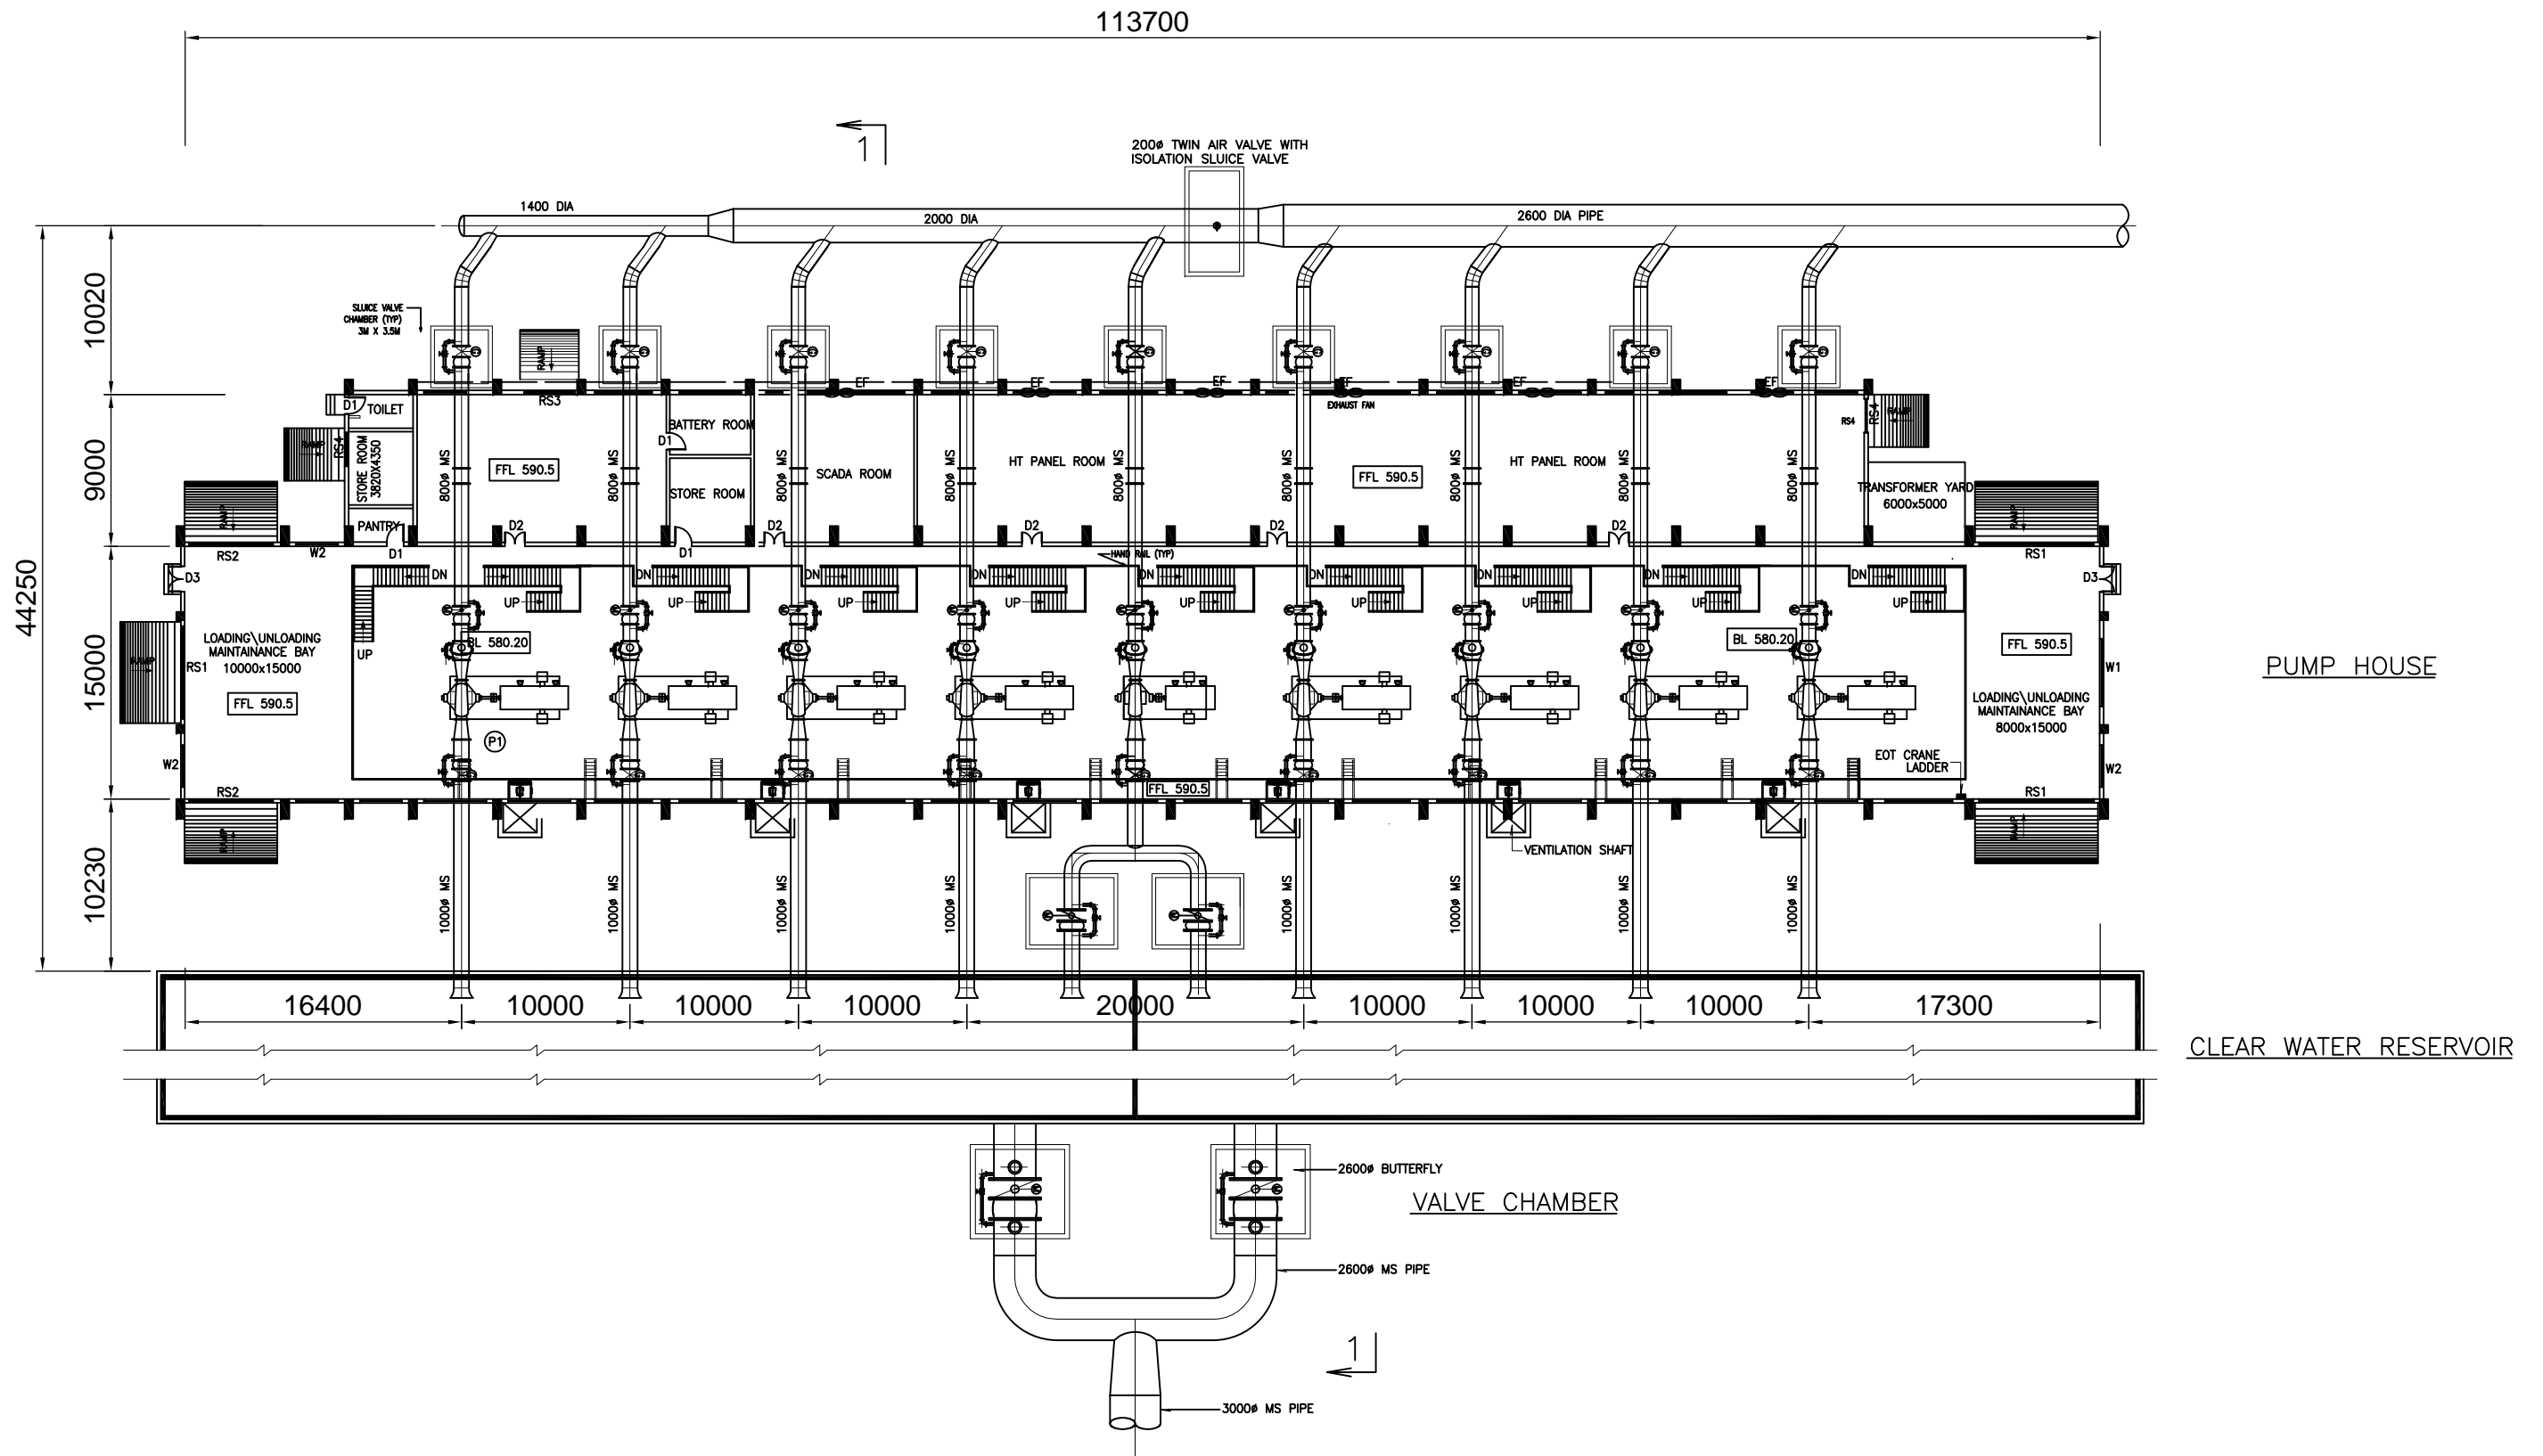 113700
1
200ø TWIN AIR VALVE WITH
ISOLATION SLUICE VALVE
1400 DIA
2000 DIA
2600 DIA PIPE
44250
10020
9000
15000
10230
SLUICE VALVE
CHAMBER (TYP)
3M X 3.5M
RAMP
RS3
EF
EF
EF
EF
EF
EF
EXHAUST FAN
D1
TOILET
RAMP
RS4
STORE ROOM
3820X4350
PANTRY
D1
800ø MS
FFL 590.5
800ø MS
BATTERY ROOM
D1
STORE ROOM
D1
800ø MS
SCADA ROOM
800ø MS
HT PANEL ROOM
800ø MS
800ø MS
FFL 590.5
800ø MS
HT PANEL ROOM
800ø MS
800ø MS
RS4
RS4
RAMP
TRANSFORMER YARD
6000x5000
RAMP
RAMP
RS2
W2
D2
D2
D2
D2
D2
RS1
HAND RAIL (TYP)
D3
D3
DN
DN
DN
DN
DN
DN
DN
DN
DN
UP
UP
UP
UP
UP
UP
UP
UP
UP
UP
LOADING\UNLOADING
MAINTAINANCE BAY
10000x15000
FFL 590.5
RAMP
RS1
W2
RS2
RAMP
BL 580.20
P1
BL 580.20
FFL 590.5
LOADING\UNLOADING
MAINTAINANCE BAY
8000x15000
W1
W2
EOT CRANE
LADDER
RS1
RAMP
FFL 590.5
PUMP HOUSE
VENTILATION SHAFT
1000ø MS
1000ø MS
1000ø MS
1000ø MS
1000ø MS
1000ø MS
1000ø MS
1000ø MS
16400
10000
10000
10000
20000
10000
10000
10000
17300
CLEAR WATER RESERVOIR
2600ø BUTTERFLY
VALVE CHAMBER
2600ø MS PIPE
1
3000ø MS PIPE